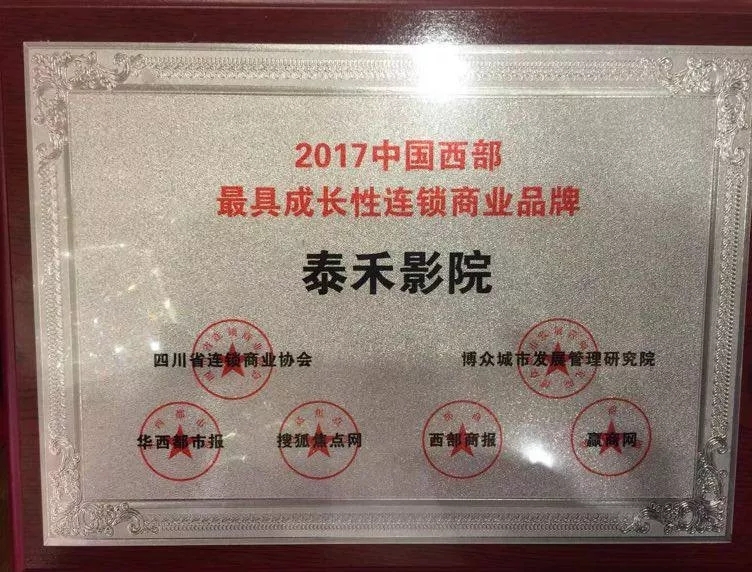 2017中国西部
最具成长性连锁商业品牌
泰禾影院
四川省连锁商业协会 博众城市发展管理研究院
华西都市报 搜狐焦点网 西部商报 赢商网